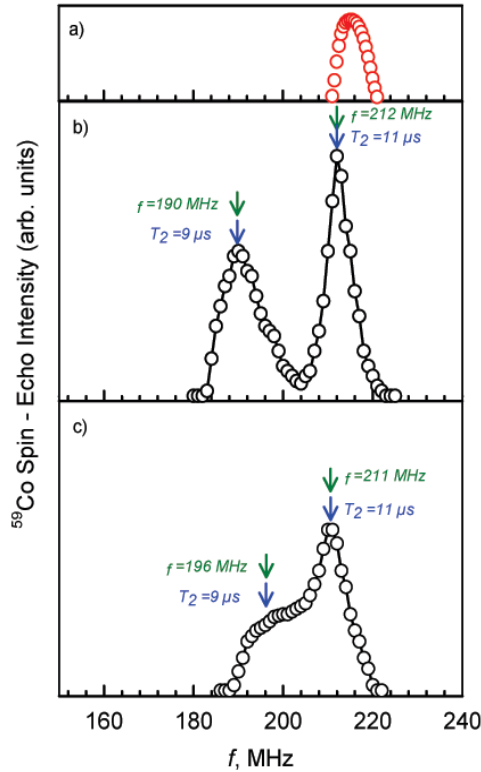 a)
b)
f=212 MHz
T2=11 μs
f=190 MHz
T2=9 μs
c)
f=211 MHz
T2=11 μs
f=196 MHz
T2=9 μs
59Co Spin - Echo Intensity (arb. units)
160 180 200 220 240
f, MHz